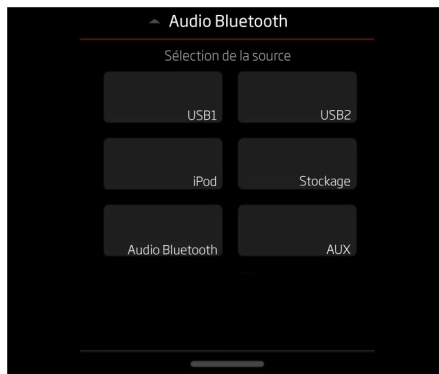 Audio Bluetooth
Sélection de la source
USB1
USB2
iPod
Stockage
Audio Bluetooth
AUX